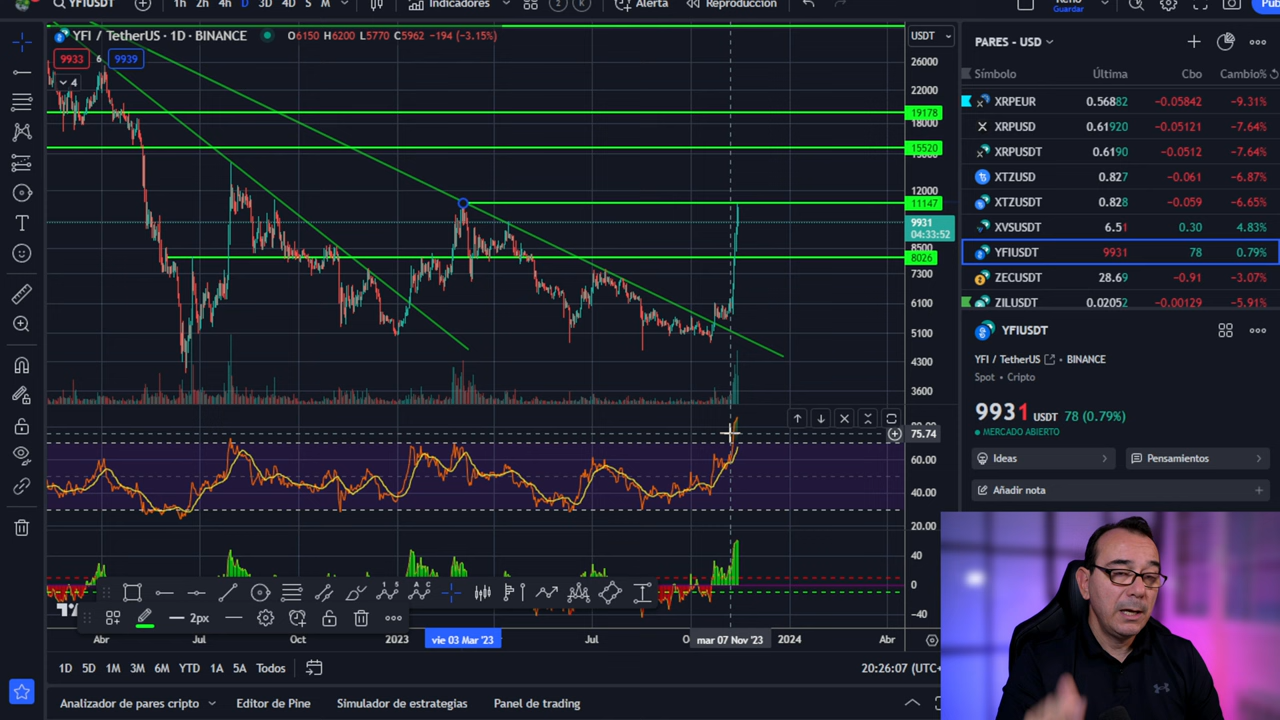 YFIUSDT
1h 2h 4h D 3D 4D S M
Indicadores
Alerta
Reproducción
Guardar
YFI / TetherUS · 1D · BINANCE
O6150 H6200 L5770 C5962 -194 (-3.15%)
9933 6 9939
4
USDT
26000
22000
19178
18000
15520
12000
11147
9931
04:33:52
8500
8026
7300
6100
5100
4300
3600
75.74
60.00
40.00
20.00
40
0
−40
2px
Abr Jul Oct 2023 vie 03 Mar '23 Jul mar 07 Nov '23 2024 Abr
1D 5D 1M 3M 6M YTD 1A 5A Todos
20:26:07 (UTC
Analizador de pares cripto Editor de Pine Simulador de estrategias Panel de trading
PARES - USD
Símbolo Última Cbo Cambio%
XRPEUR 0.56882 -0.05842 -9.31%
XRPUSD 0.61920 -0.05121 -7.64%
XRPUSDT 0.6190 -0.0512 -7.64%
XTZUSD 0.827 -0.061 -6.87%
XTZUSDT 0.828 -0.059 -6.65%
XVSUSDT 6.51 0.30 4.83%
YFIUSDT 9931 78 0.79%
ZECUSDT 28.69 -0.91 -3.07%
ZILUSDT 0.02052 -0.00129 -5.91%
YFIUSDT
YFI / TetherUS · BINANCE
Spot · Cripto
9931 USDT 78 (0.79%)
MERCADO ABIERTO
Ideas
Pensamientos
Añadir nota